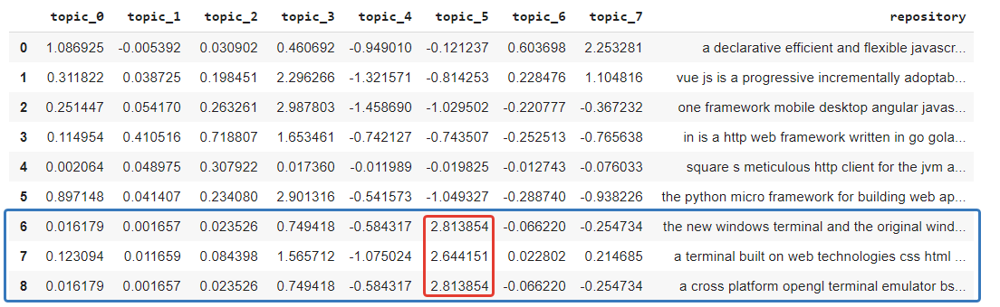 topic_0 topic_1 topic_2 topic_3 topic_4 topic_5 topic_6 topic_7 repository
0 1.086925 -0.005392 0.030902 0.460692 -0.949010 -0.121237 0.603698 2.253281 a declarative efficient and flexible javascr...
1 0.311822 0.038725 0.198451 2.296266 -1.321571 -0.814253 0.228476 1.104816 vue js is a progressive incrementally adoptab...
2 0.251447 0.054170 0.263261 2.987803 -1.458690 -1.029502 -0.220777 -0.367232 one framework mobile desktop angular javas...
3 0.114954 0.410516 0.718807 1.653461 -0.742127 -0.743507 -0.252513 -0.765638 in is a http web framework written in go gola...
4 0.002064 0.048975 0.307922 0.017360 -0.011989 -0.019825 -0.012743 -0.076033 square s meticulous http client for the jvm a...
5 0.897148 0.041407 0.234080 2.901316 -0.541573 -1.049327 -0.288740 -0.938226 the python micro framework for building web ap...
6 0.016179 0.001657 0.023526 0.749418 -0.584317 2.813854 -0.066220 -0.254734 the new windows terminal and the original wind...
7 0.123094 0.011659 0.084398 1.565712 -1.075024 2.644151 0.022802 0.214685 a terminal built on web technologies css html ...
8 0.016179 0.001657 0.023526 0.749418 -0.584317 2.813854 -0.066220 -0.254734 a cross platform opengl terminal emulator bs...